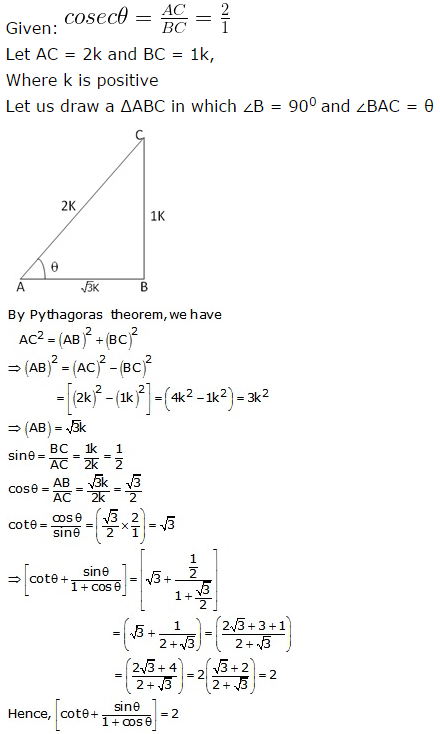 Given: cosecθ = AC/BC = 2/1
Let AC = 2k and BC = 1k,
Where k is positive
Let us draw a ΔABC in which ∠B = 90⁰ and ∠BAC = θ
C
2K
1K
θ
A √3K B
By Pythagoras theorem, we have
AC² = (AB)² + (BC)²
⇒ (AB)² = (AC)² − (BC)²
= [(2k)² − (1k)²] = (4k² − 1k²) = 3k²
⇒ (AB) = √3k
sinθ = BC/AC = 1k/2k = 1/2
cosθ = AB/AC = √3k/2k = √3/2
cotθ = cosθ/sinθ = (√3/2 × 2/1) = √3
⇒ [cotθ + sinθ/(1 + cosθ)] = [√3 + (1/2)/(1 + √3/2)]
= (√3 + 1/(2 + √3)) = ((2√3 + 3 + 1)/(2 + √3))
= ((2√3 + 4)/(2 + √3)) = 2((√3 + 2)/(2 + √3)) = 2
Hence, [cotθ + sinθ/(1 + cosθ)] = 2